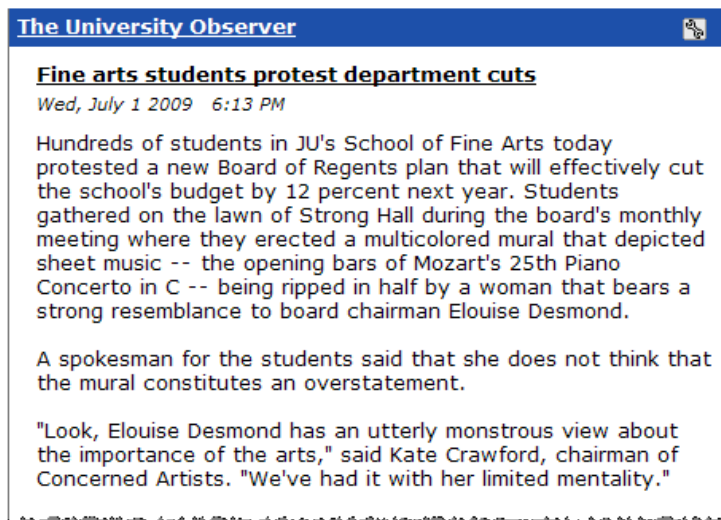 The University Observer
Fine arts students protest department cuts
Wed, July 1 2009 6:13 PM
Hundreds of students in JU's School of Fine Arts today
protested a new Board of Regents plan that will effectively cut
the school's budget by 12 percent next year. Students
gathered on the lawn of Strong Hall during the board's monthly
meeting where they erected a multicolored mural that depicted
sheet music -- the opening bars of Mozart's 25th Piano
Concerto in C -- being ripped in half by a woman that bears a
strong resemblance to board chairman Elouise Desmond.
A spokesman for the students said that she does not think that
the mural constitutes an overstatement.
"Look, Elouise Desmond has an utterly monstrous view about
the importance of the arts," said Kate Crawford, chairman of
Concerned Artists. "We've had it with her limited mentality."